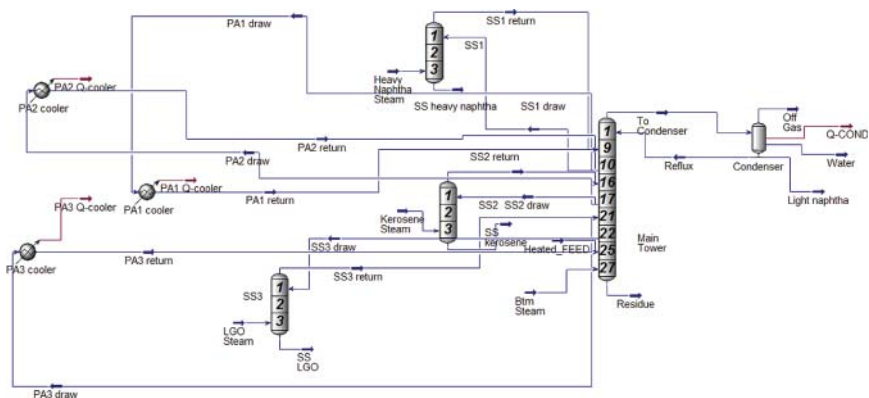 PA1 draw
SS1 return
1
2
3
SS1
Heavy
Naphtha
Steam
SS heavy naphtha
SS1 draw
PA2 Q-cooler
PA2 cooler
PA2 return
PA2 draw
SS2 return
To
Condenser
Off
Gas
Q-COND
Condenser
Water
Reflux
Light naphtha
1
9
10
16
17
21
22
25
27
Main
Tower
PA1 Q-cooler
PA1 cooler
PA1 return
PA3 Q-cooler
PA3 cooler
PA3 return
1
2
3
SS2
SS2 draw
Kerosene
Steam
SS
kerosene
Heated_FEED
SS3 draw
SS3 return
SS3
1
2
3
LGO
Steam
SS
LGO
Btm
Steam
Residue
PA3 draw